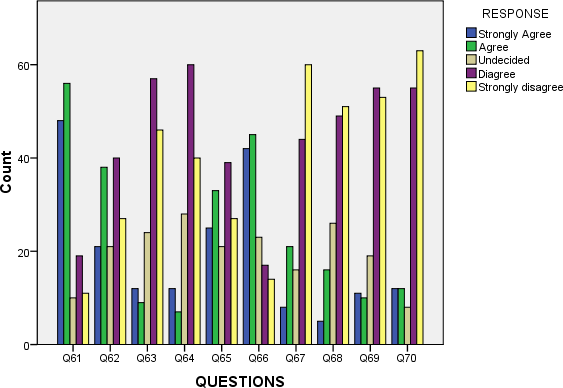 RESPONSE
Strongly Agree
Agree
Undecided
Diagree
Strongly disagree
Count
60
40
20
0
Q61 Q62 Q63 Q64 Q65 Q66 Q67 Q68 Q69 Q70
QUESTIONS